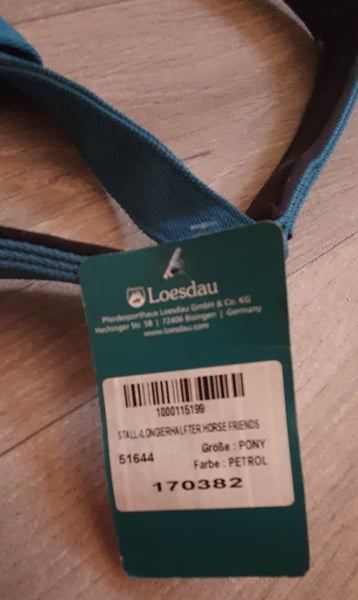 Loesdau
Pferdesporthaus Loesdau GmbH & Co. KG
Hechinger Str. 58 | 72406 Bisingen | Germany
www.loesdau.com
1000115199
STALL-/LONGIERHALFTER HORSE FRIENDS
51644 Größe : PONY
Farbe : PETROL
170382